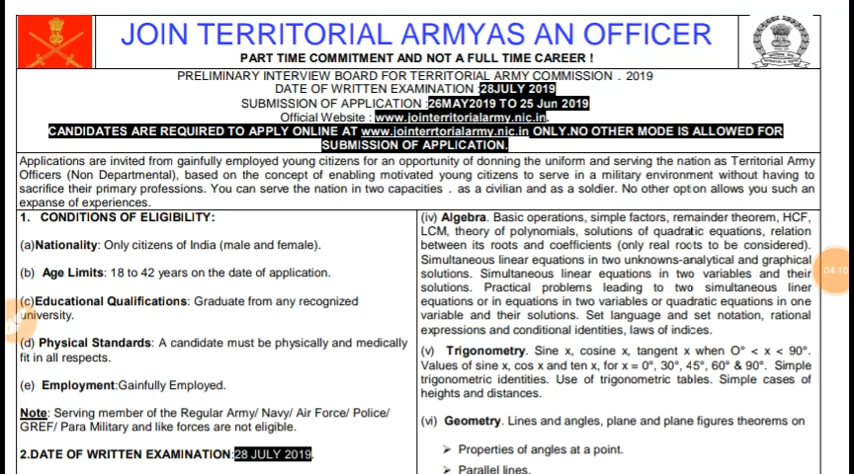 JOIN TERRITORIAL ARMYAS AN OFFICER
PART TIME COMMITMENT AND NOT A FULL TIME CAREER !
PRELIMINARY INTERVIEW BOARD FOR TERRITORIAL ARMY COMMISSION . 2019
DATE OF WRITTEN EXAMINATION :28JULY 2019
SUBMISSION OF APPLICATION :26MAY2019 TO 25 Jun 2019
Official Website : www.jointerritorialarmy.nic.in.
CANDIDATES ARE REQUIRED TO APPLY ONLINE AT www.jointerrtorialarmy.nic.in ONLY.NO OTHER MODE IS ALLOWED FOR
SUBMISSION OF APPLICATION.
Applications are invited from gainfully employed young citizens for an opportunity of donning the uniform and serving the nation as Territorial Army
Officers (Non Departmental), based on the concept of enabling motivated young citizens to serve in a military environment without having to
sacrifice their primary professions. You can serve the nation in two capacities . as a civilian and as a soldier. No other option allows you such an
expanse of experiences.
1. CONDITIONS OF ELIGIBILITY:
(a)Nationality: Only citizens of India (male and female).
(b) Age Limits: 18 to 42 years on the date of application.
(c)Educational Qualifications: Graduate from any recognized
university.
(d) Physical Standards: A candidate must be physically and medically
fit in all respects.
(e) Employment:Gainfully Employed.
Note: Serving member of the Regular Army/ Navy/ Air Force/ Police/
GREF/ Para Military and like forces are not eligible.
2.DATE OF WRITTEN EXAMINATION:28 JULY 2019.
(iv) Algebra. Basic operations, simple factors, remainder theorem, HCF,
LCM, theory of polynomials, solutions of quadratic equations, relation
between its roots and coefficients (only real roots to be considered).
Simultaneous linear equations in two unknowns-analytical and graphical
solutions. Simultaneous linear equations in two variables and their
solutions. Practical problems leading to two simultaneous liner
equations or in equations in two variables or quadratic equations in one
variable and their solutions. Set language and set notation, rational
expressions and conditional identities, laws of indices.
(v) Trigonometry. Sine x, cosine x, tangent x when O° < x < 90°.
Values of sine x, cos x and ten x, for x = 0°, 30°, 45°, 60° & 90°. Simple
trigonometric identities. Use of trigonometric tables. Simple cases of
heights and distances.
(vi) Geometry. Lines and angles, plane and plane figures theorems on
➢ Properties of angles at a point.
➢ Parallel lines.
04:10